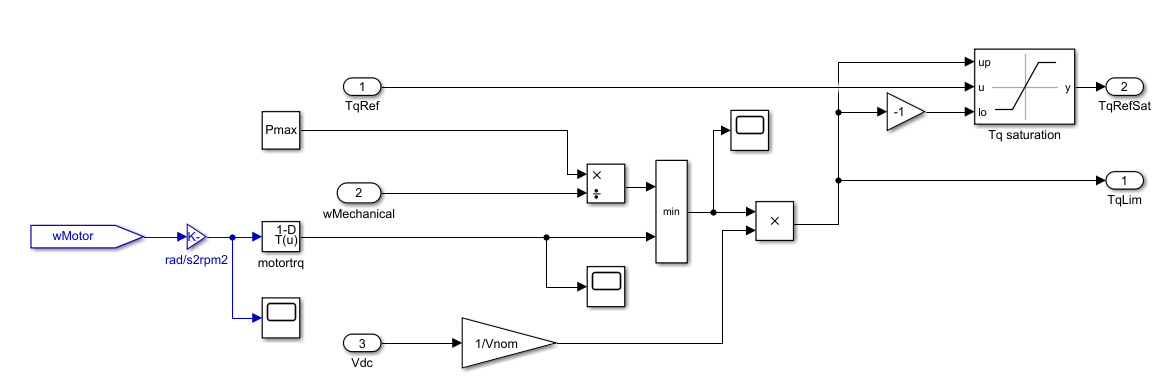 up
1
u
y
2
TqRef
TqRefSat
-1
lo
Pmax
Tq saturation
×
÷
2
1
wMechanical
min
TqLim
×
wMotor
K-
1-D
T(u)
rad/s2rpm2
motortrq
3
1/Vnom
Vdc